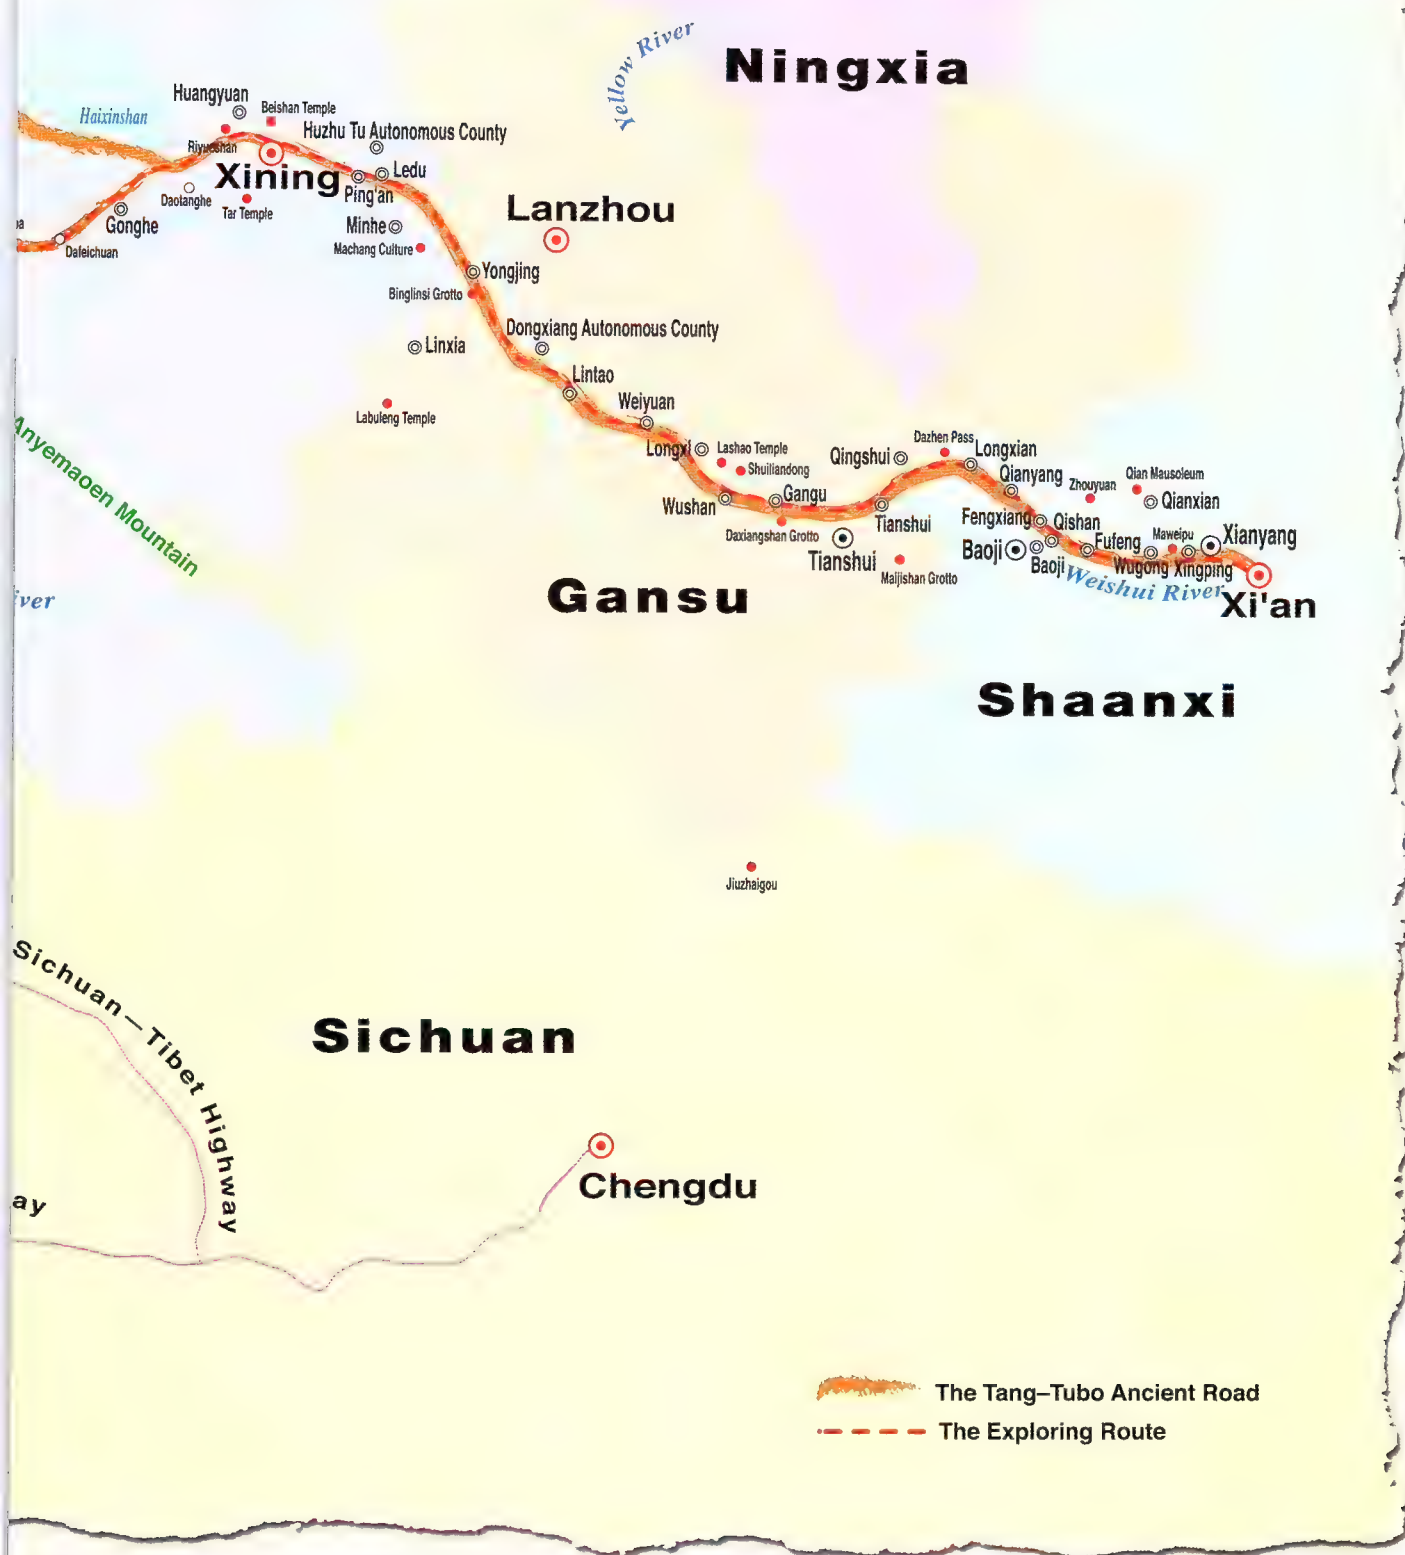 Yellow River
Ningxia
Huangyuan
Beishan Temple
Haixinshan
Huzhu Tu Autonomous County
Riyueshan
Xining
Ledu
Ping'an
Daotanghe
Tar Temple
Lanzhou
Gonghe
Minhe
Dafeichuan
Machang Culture
Yongjing
Binglinsi Grotto
Dongxiang Autonomous County
Linxia
Lintao
Weiyuan
Labuleng Temple
Anyemaoen Mountain
Longxi
Lashao Temple
Shuiliandong
Qingshui
Dazhen Pass
Longxian
Qianyang
Zhouyuan
Qian Mausoleum
Qianxian
Wushan
Gangu
Tianshui
Fengxiang
Qishan
Daxiangshan Grotto
Tianshui
Maijishan Grotto
Baoji
Baoji
Fufeng
Maweipu
Xianyang
Wugong
Xingping
Weishui River
Xi'an
iver
Gansu
Shaanxi
Jiuzhaigou
Sichuan—Tibet Highway
Sichuan
Chengdu
ay
The Tang–Tubo Ancient Road
The Exploring Route